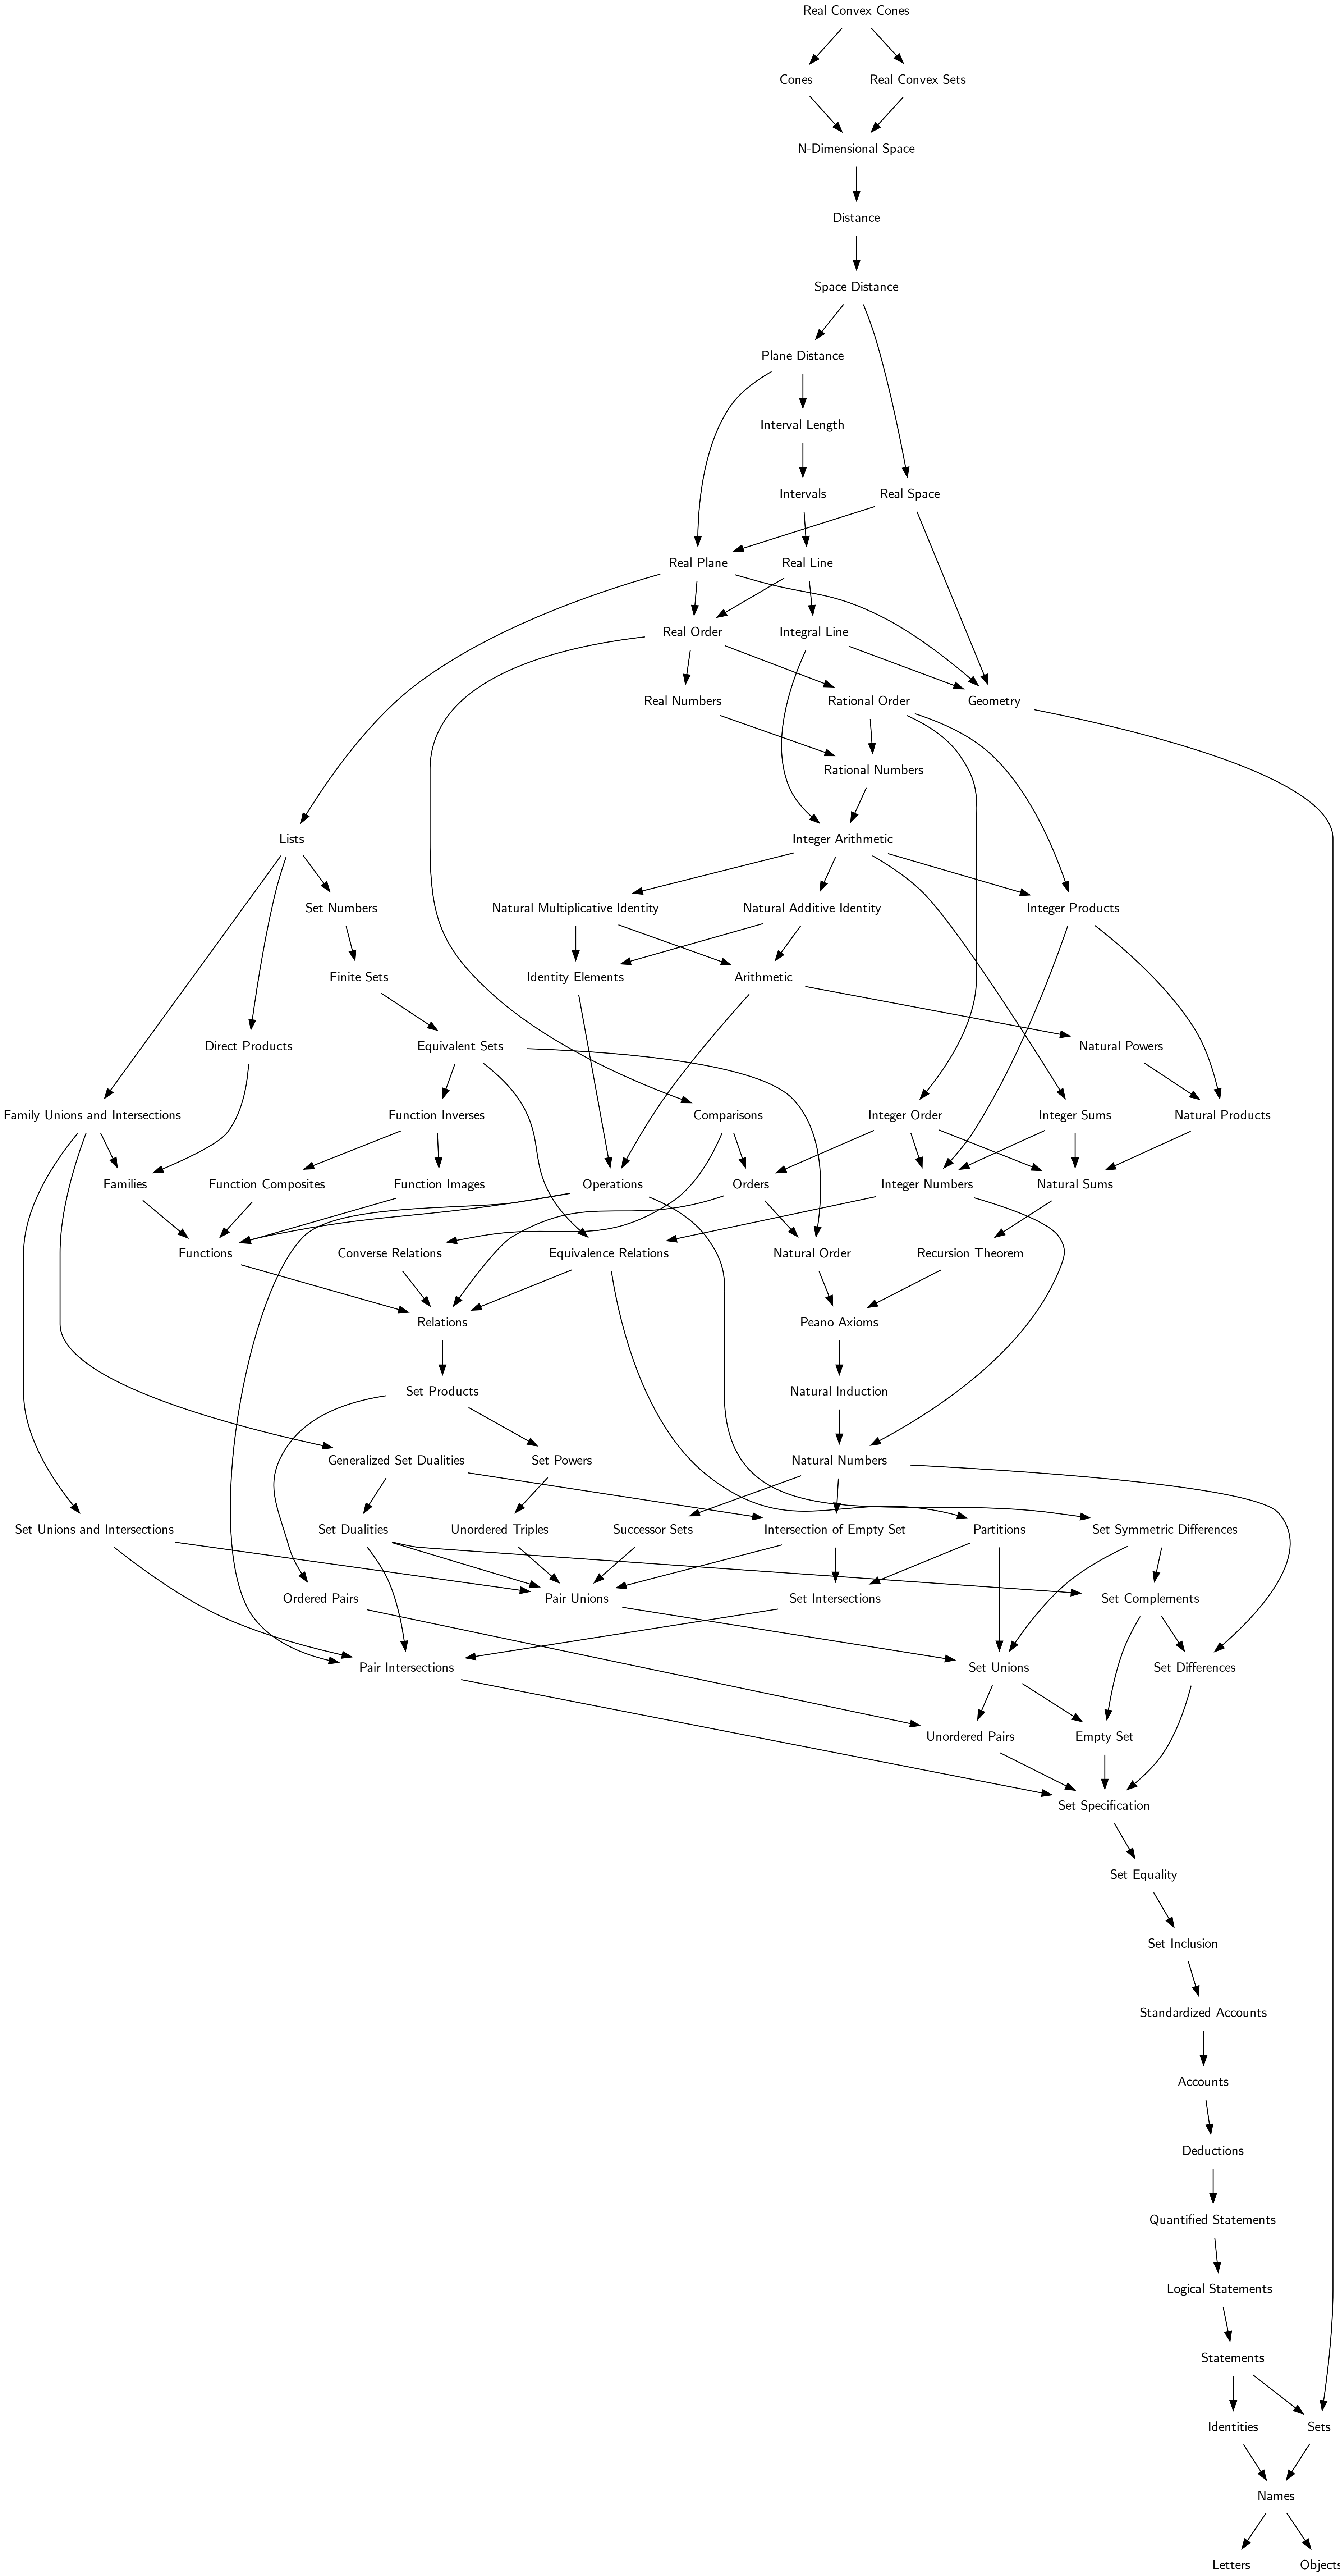 Real Convex Cones
Cones
Real Convex Sets
N-Dimensional Space
Distance
Space Distance
Plane Distance
Interval Length
Intervals
Real Space
Real Plane
Real Line
Real Order
Integral Line
Real Numbers
Rational Order
Geometry
Rational Numbers
Lists
Integer Arithmetic
Set Numbers
Natural Multiplicative Identity
Natural Additive Identity
Integer Products
Finite Sets
Identity Elements
Arithmetic
Direct Products
Equivalent Sets
Natural Powers
Family Unions and Intersections
Function Inverses
Comparisons
Integer Order
Integer Sums
Natural Products
Families
Function Composites
Function Images
Operations
Orders
Integer Numbers
Natural Sums
Functions
Converse Relations
Equivalence Relations
Natural Order
Recursion Theorem
Relations
Peano Axioms
Set Products
Natural Induction
Generalized Set Dualities
Set Powers
Natural Numbers
Set Unions and Intersections
Set Dualities
Unordered Triples
Successor Sets
Intersection of Empty Set
Partitions
Set Symmetric Differences
Ordered Pairs
Pair Unions
Set Intersections
Set Complements
Pair Intersections
Set Unions
Set Differences
Unordered Pairs
Empty Set
Set Specification
Set Equality
Set Inclusion
Standardized Accounts
Accounts
Deductions
Quantified Statements
Logical Statements
Statements
Identities
Sets
Names
Letters
Objects